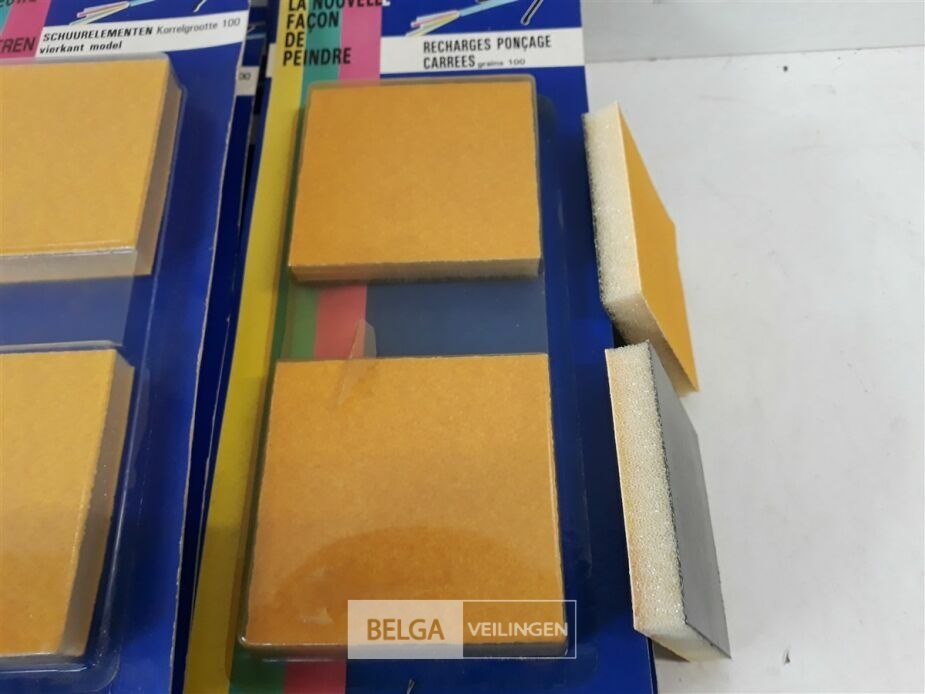 SCHUURELEMENTEN Korrelgrootte 100
vierkant model
LA NOUVELLE
FAÇON
DE
PEINDRE
RECHARGES PONÇAGE
CARREES grains 100
BELGA VEILINGEN